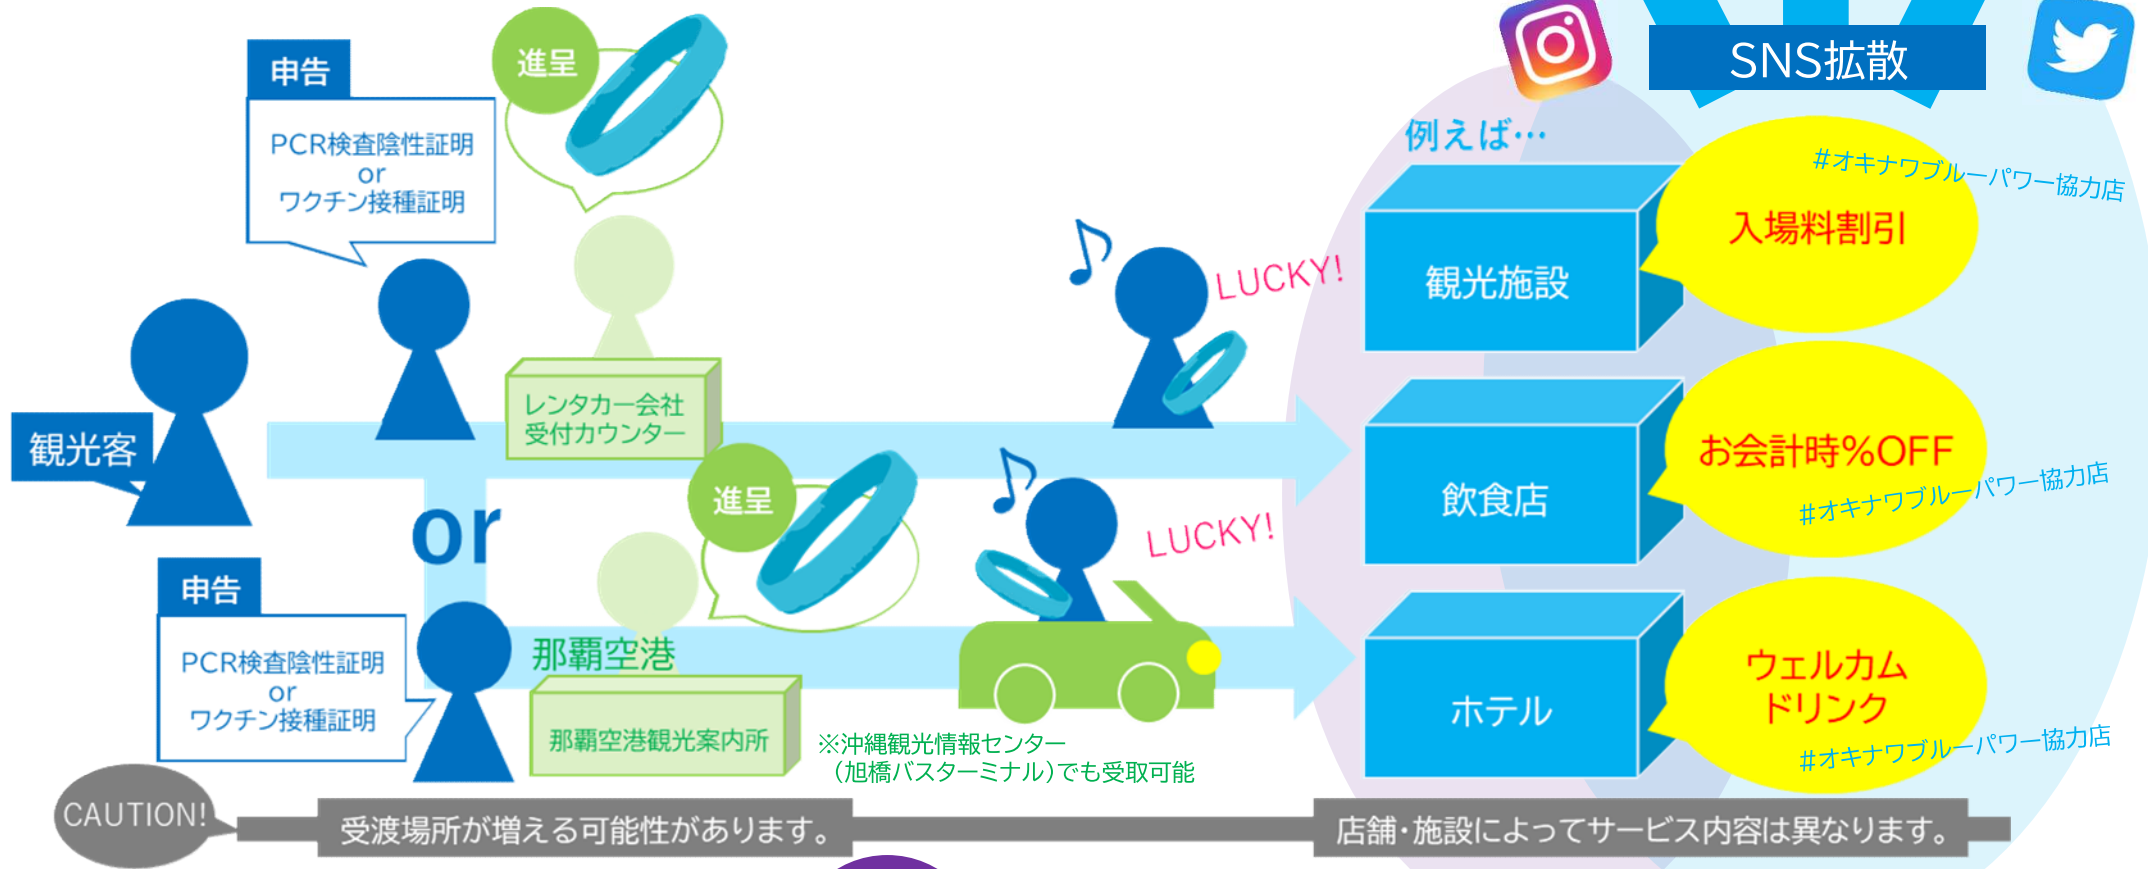 申告
PCR検査陰性証明
or
ワクチン接種証明
進呈
観光客
レンタカー会社
受付カウンター
LUCKY!
or
申告
PCR検査陰性証明
or
ワクチン接種証明
進呈
那覇空港
那覇空港観光案内所
LUCKY!
※沖縄観光情報センター
(旭橋バスターミナル)でも受取可能
SNS拡散
例えば…
観光施設
入場料割引
#オキナワブルーパワー協力店
飲食店
お会計時%OFF
#オキナワブルーパワー協力店
ホテル
ウェルカム
ドリンク
#オキナワブルーパワー協力店
CAUTION!
受渡場所が増える可能性があります。
店舗・施設によってサービス内容は異なります。